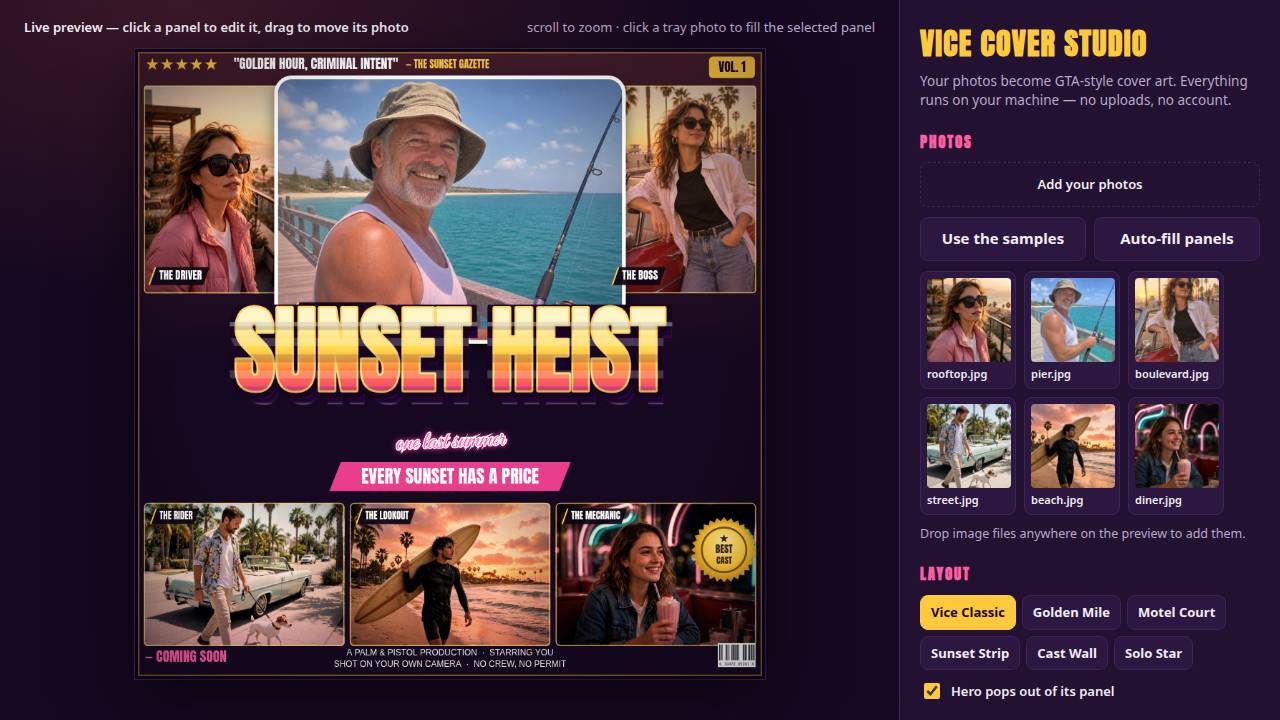 Live preview — click a panel to edit it, drag to move its photo
scroll to zoom · click a tray photo to fill the selected panel
★★★★★ "GOLDEN HOUR, CRIMINAL INTENT" – THE SUNSET GAZETTE
VOL. 1
THE DRIVER
THE BOSS
SUNSET HEIST
one last summer
EVERY SUNSET HAS A PRICE
THE RIDER
THE LOOKOUT
THE MECHANIC
★
BEST
CAST
– COMING SOON
A PALM & PISTOL PRODUCTION · STARRING YOU
SHOT ON YOUR OWN CAMERA · NO CREW, NO PERMIT
VICE COVER STUDIO
Your photos become GTA-style cover art. Everything
runs on your machine — no uploads, no account.
PHOTOS
Add your photos
Use the samples
Auto-fill panels
rooftop.jpg
pier.jpg
boulevard.jpg
street.jpg
beach.jpg
diner.jpg
Drop image files anywhere on the preview to add them.
LAYOUT
Vice Classic
Golden Mile
Motel Court
Sunset Strip
Cast Wall
Solo Star
Hero pops out of its panel